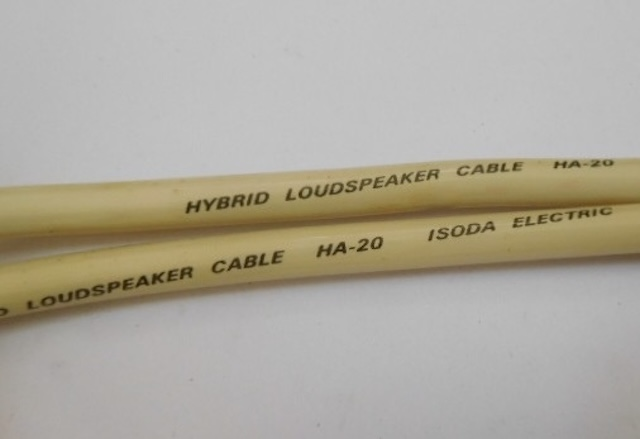 HYBRID LOUDSPEAKER CABLE HA-20
LOUDSPEAKER CABLE HA-20 ISODA ELECTRIC